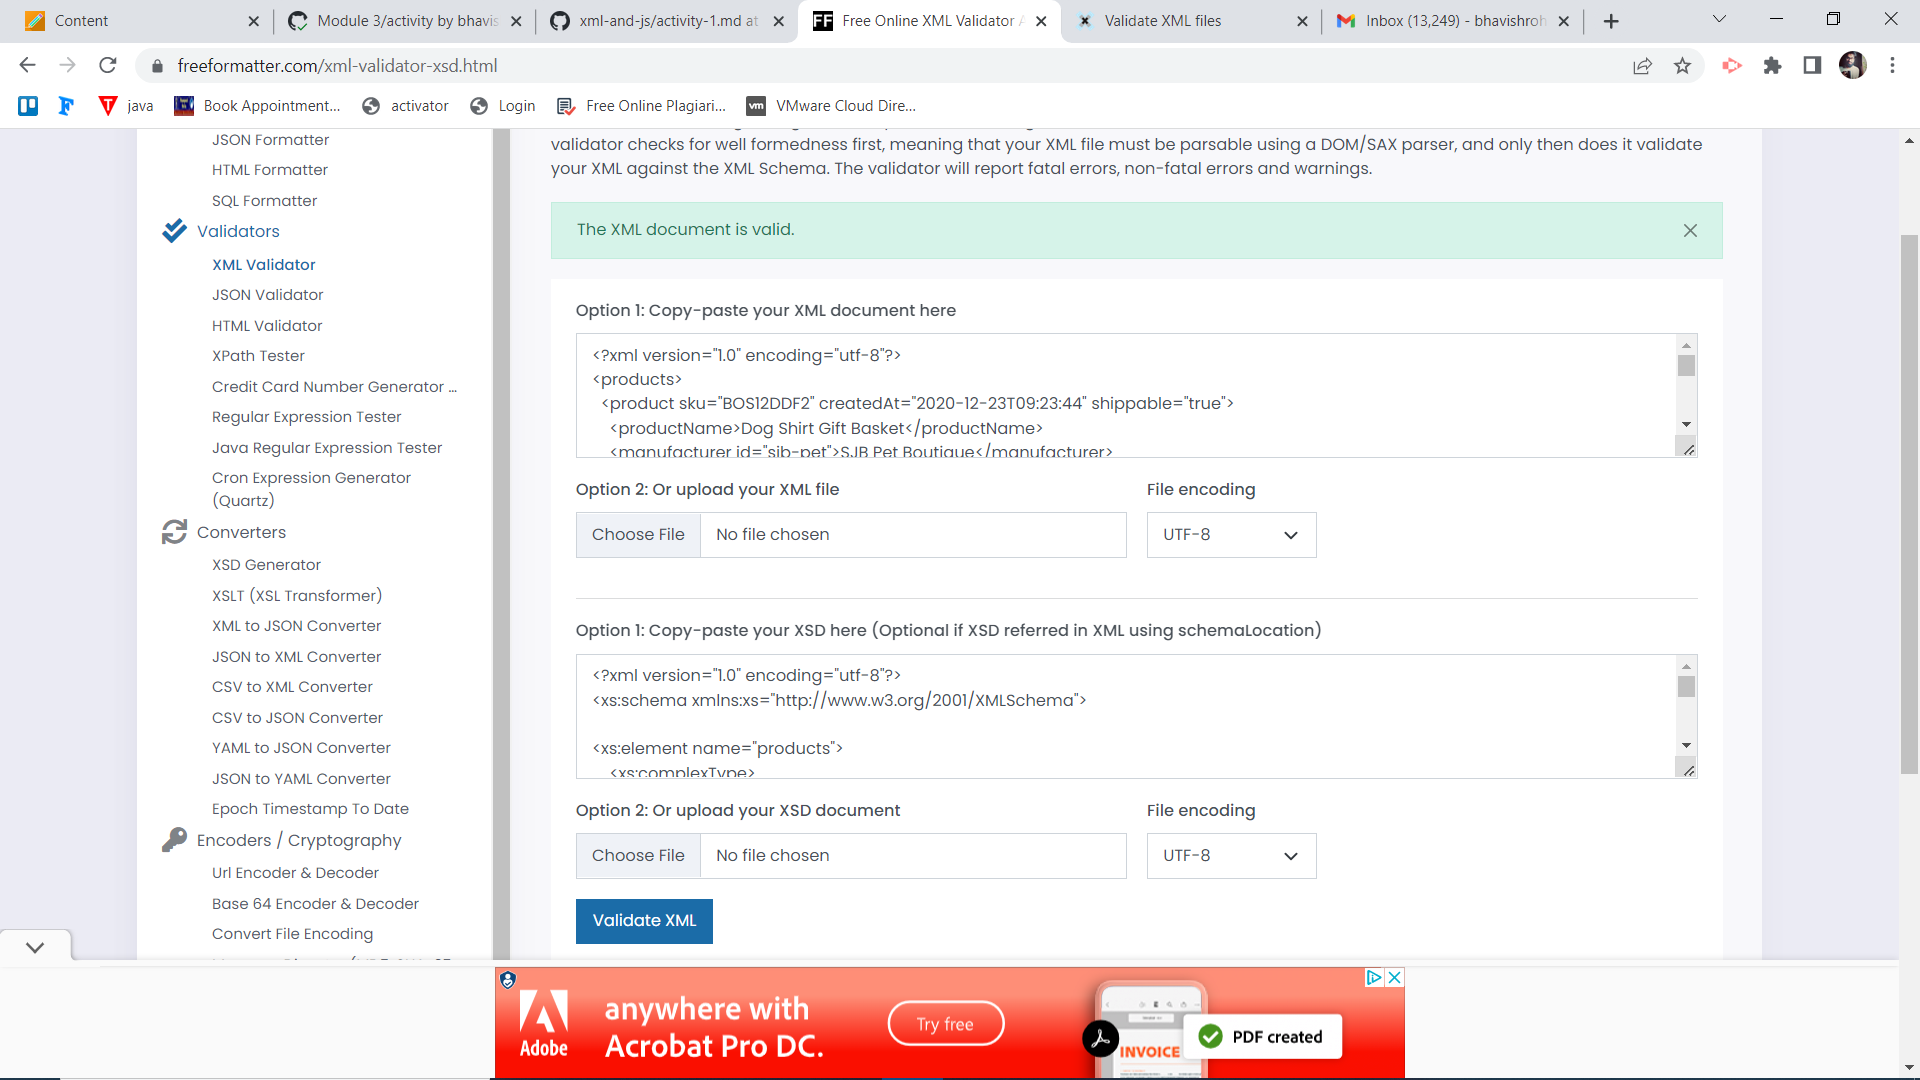 Content
Module 3/activity by bhavis
xml-and-js/activity-1.md at
Free Online XML Validator
Validate XML files
Inbox (13,249) - bhavishroh
freeformatter.com/xml-validator-xsd.html
java
Book Appointment...
activator
Login
Free Online Plagiari...
vm
VMware Cloud Dire...
JSON Formatter
HTML Formatter
SQL Formatter
Validators
XML Validator
JSON Validator
HTML Validator
XPath Tester
Credit Card Number Generator ...
Regular Expression Tester
Java Regular Expression Tester
Cron Expression Generator
(Quartz)
Converters
XSD Generator
XSLT (XSL Transformer)
XML to JSON Converter
JSON to XML Converter
CSV to XML Converter
CSV to JSON Converter
YAML to JSON Converter
JSON to YAML Converter
Epoch Timestamp To Date
Encoders / Cryptography
Url Encoder & Decoder
Base 64 Encoder & Decoder
Convert File Encoding
validator checks for well formedness first, meaning that your XML file must be parsable using a DOM/SAX parser, and only then does it validate
your XML against the XML Schema. The validator will report fatal errors, non-fatal errors and warnings.
The XML document is valid.
Option 1: Copy-paste your XML document here
<?xml version="1.0" encoding="utf-8"?>
<products>
<product sku="BOS12DDF2" createdAt="2020-12-23T09:23:44" shippable="true">
<productName>Dog Shirt Gift Basket</productName>
<manufacturer id="sjb-pet">SJB Pet Boutique</manufacturer>
Option 2: Or upload your XML file
File encoding
Choose File
No file chosen
UTF-8
Option 1: Copy-paste your XSD here (Optional if XSD referred in XML using schemaLocation)
<?xml version="1.0" encoding="utf-8"?>
<xs:schema xmlns:xs="http://www.w3.org/2001/XMLSchema">
<xs:element name="products">
<xs:complexType>
Option 2: Or upload your XSD document
File encoding
Choose File
No file chosen
UTF-8
Validate XML
Adobe
anywhere with
Acrobat Pro DC.
Try free
INVOICE
PDF created